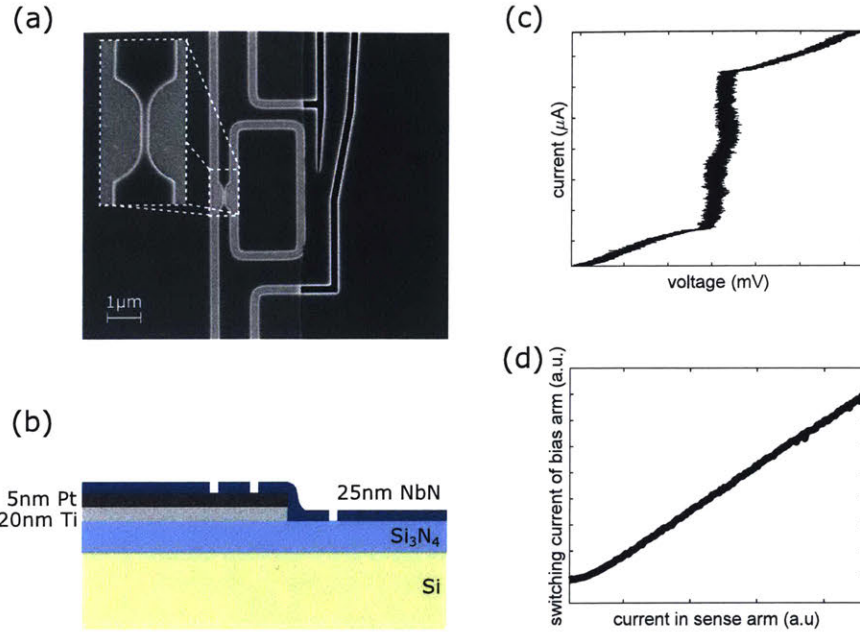 (a)
1μm
(b)
5nm Pt
20nm Ti
25nm NbN
Si₃N₄
Si
(c)
current (μA)
voltage (mV)
(d)
switching current of bias arm (a.u.)
current in sense arm (a.u)